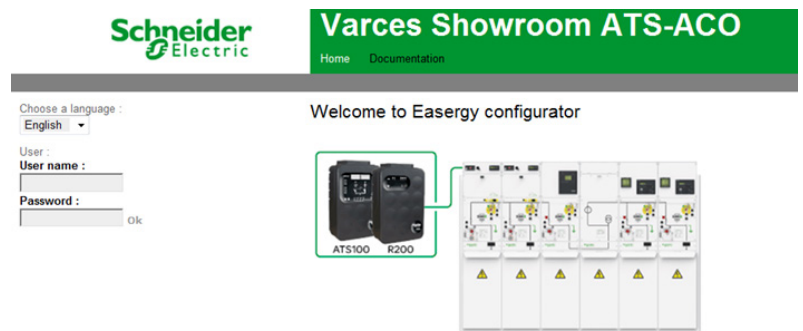 Schneider
Electric
Varces Showroom ATS-ACO
Home Documentation
Choose a language :
English
User :
User name :
Password :
Ok
Welcome to Easergy configurator
ATS100 R200